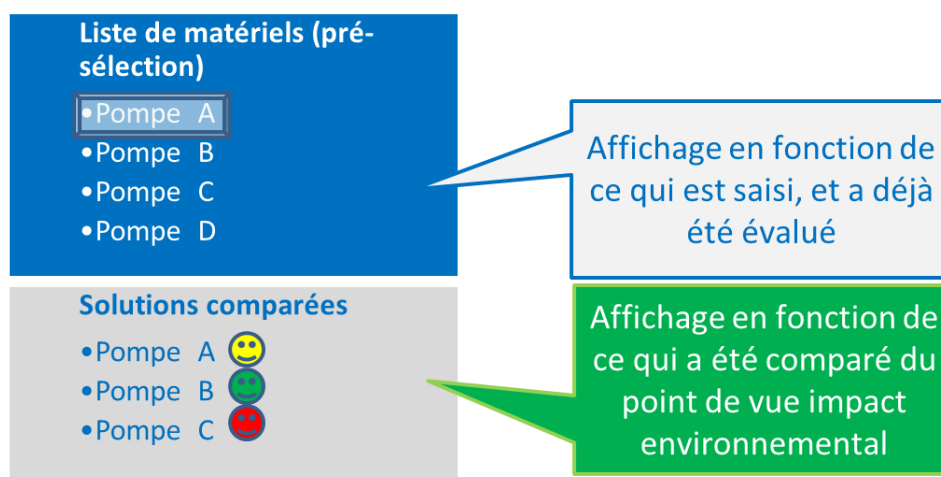 Liste de matériels (pré-
sélection)
•Pompe A
•Pompe B
•Pompe C
•Pompe D
Affichage en fonction de
ce qui est saisi, et a déjà
été évalué
Solutions comparées
•Pompe A
•Pompe B
•Pompe C
Affichage en fonction de
ce qui a été comparé du
point de vue impact
environnemental